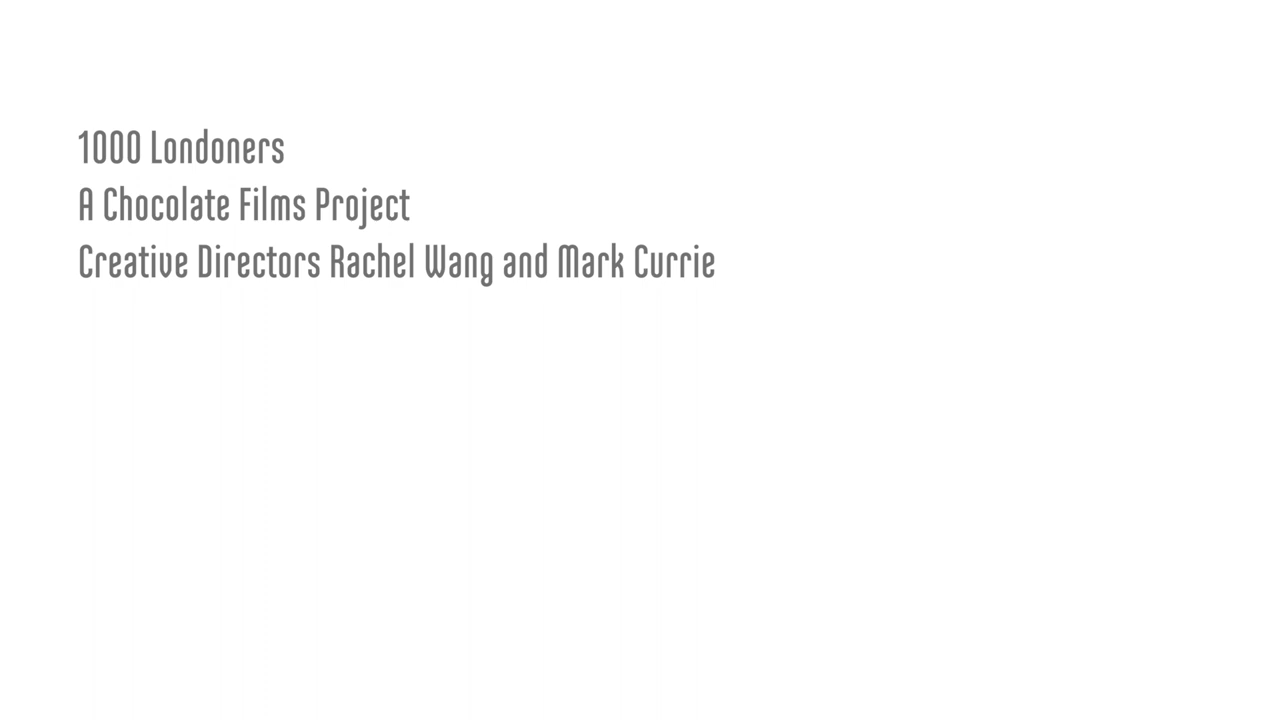 1000 Londoners
A Chocolate Films Project
Creative Directors Rachel Wang and Mark Currie